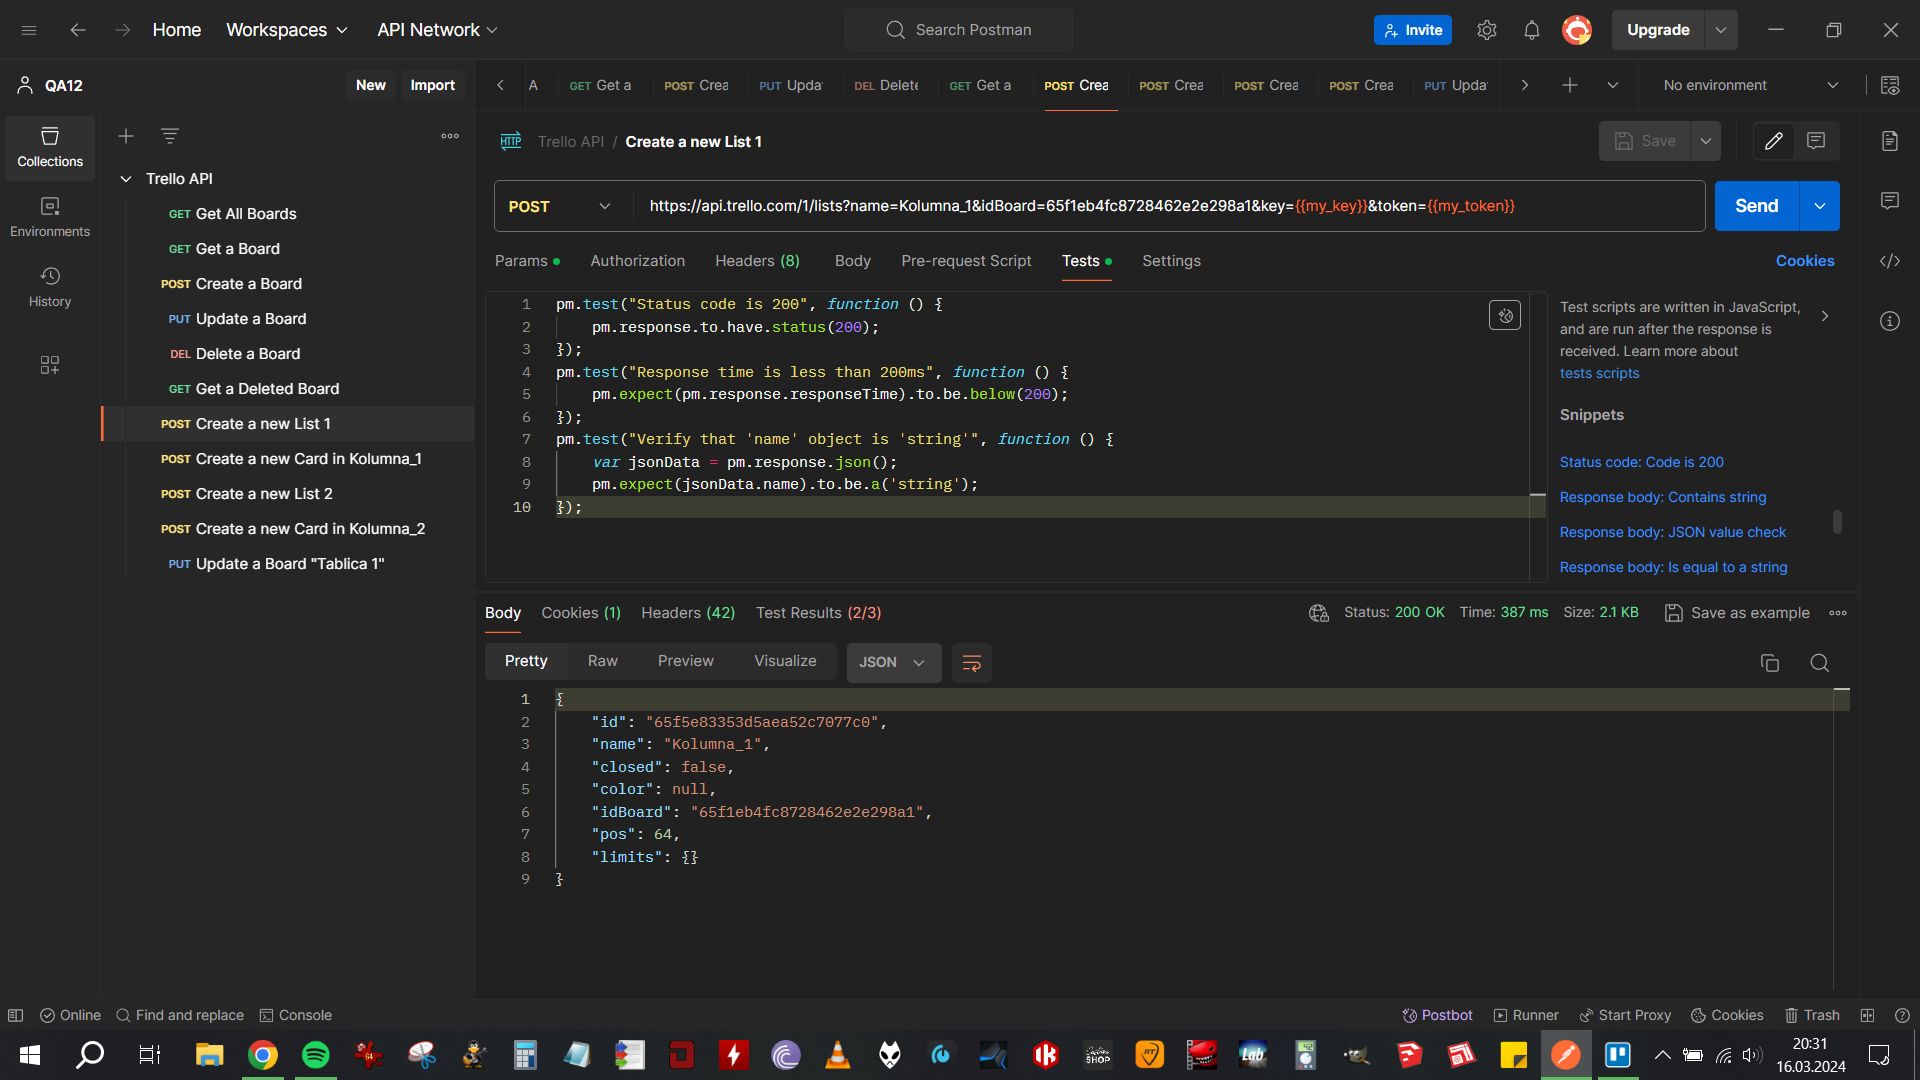 Home Workspaces API Network Search Postman Invite Upgrade
QA12 New Import
A GET Get a POST Crea PUT Upda DEL Delete GET Get a POST Crea POST Crea POST Crea POST Crea PUT Upda No environment
Collections
Environments
History
Trello API
GET Get All Boards
GET Get a Board
POST Create a Board
PUT Update a Board
DEL Delete a Board
GET Get a Deleted Board
POST Create a new List 1
POST Create a new Card in Kolumna_1
POST Create a new List 2
POST Create a new Card in Kolumna_2
PUT Update a Board "Tablica 1"
HTTP Trello API / Create a new List 1 Save
POST https://api.trello.com/1/lists?name=Kolumna_1&idBoard=65f1eb4fc8728462e2e298a1&key={{my_key}}&token={{my_token}} Send
Params Authorization Headers (8) Body Pre-request Script Tests Settings Cookies
1 pm.test("Status code is 200", function () {
2 pm.response.to.have.status(200);
3 });
4 pm.test("Response time is less than 200ms", function () {
5 pm.expect(pm.response.responseTime).to.be.below(200);
6 });
7 pm.test("Verify that 'name' object is 'string'", function () {
8 var jsonData = pm.response.json();
9 pm.expect(jsonData.name).to.be.a('string');
10 });
Test scripts are written in JavaScript,
and are run after the response is
received. Learn more about
tests scripts
Snippets
Status code: Code is 200
Response body: Contains string
Response body: JSON value check
Response body: Is equal to a string
Body Cookies (1) Headers (42) Test Results (2/3) Status: 200 OK Time: 387 ms Size: 2.1 KB Save as example
Pretty Raw Preview Visualize JSON
1 {
2 "id": "65f5e83353d5aea52c7077c0",
3 "name": "Kolumna_1",
4 "closed": false,
5 "color": null,
6 "idBoard": "65f1eb4fc8728462e2e298a1",
7 "pos": 64,
8 "limits": {}
9 }
Online Find and replace Console Postbot Runner Start Proxy Cookies Trash
64 SHOP Lab 42
20:31
16.03.2024